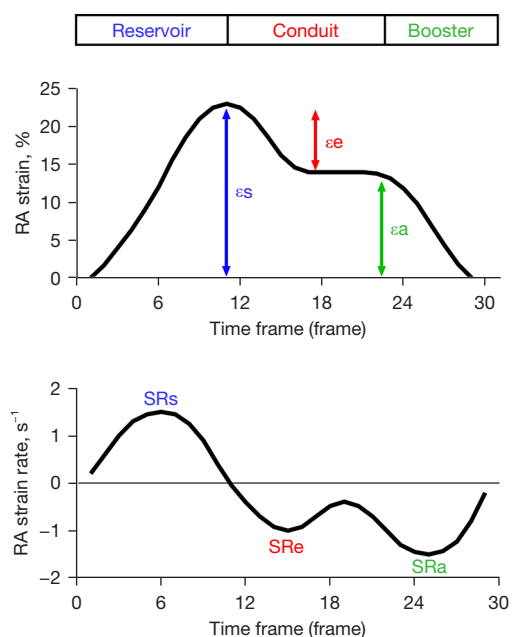 Reservoir Conduit Booster
RA strain, %
25
20
15
10
5
0
εs
εe
εa
0 6 12 18 24 30
Time frame (frame)
RA strain rate, s⁻¹
2
1
0
−1
−2
SRs
SRe
SRa
0 6 12 18 24 30
Time frame (frame)